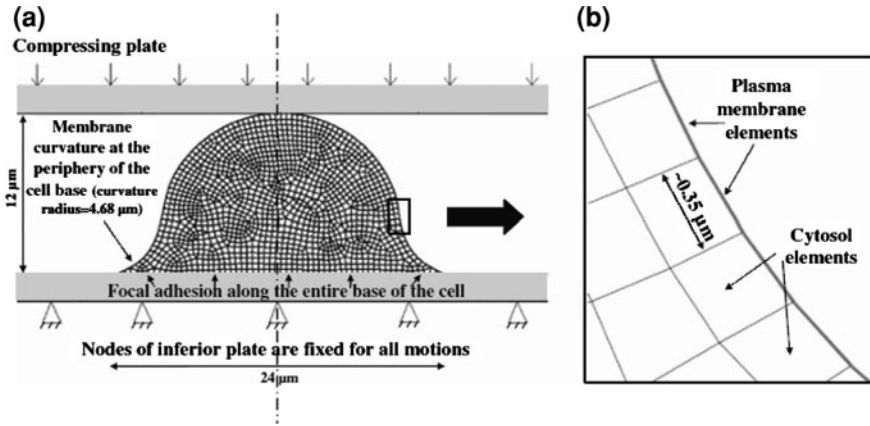 (a)
Compressing plate
Membrane
curvature at the
periphery of the
cell base (curvature
radius=4.68 µm)
12 µm
Focal adhesion along the entire base of the cell
Nodes of inferior plate are fixed for all motions
24 µm
(b)
Plasma
membrane
elements
~0.35 µm
Cytosol
elements